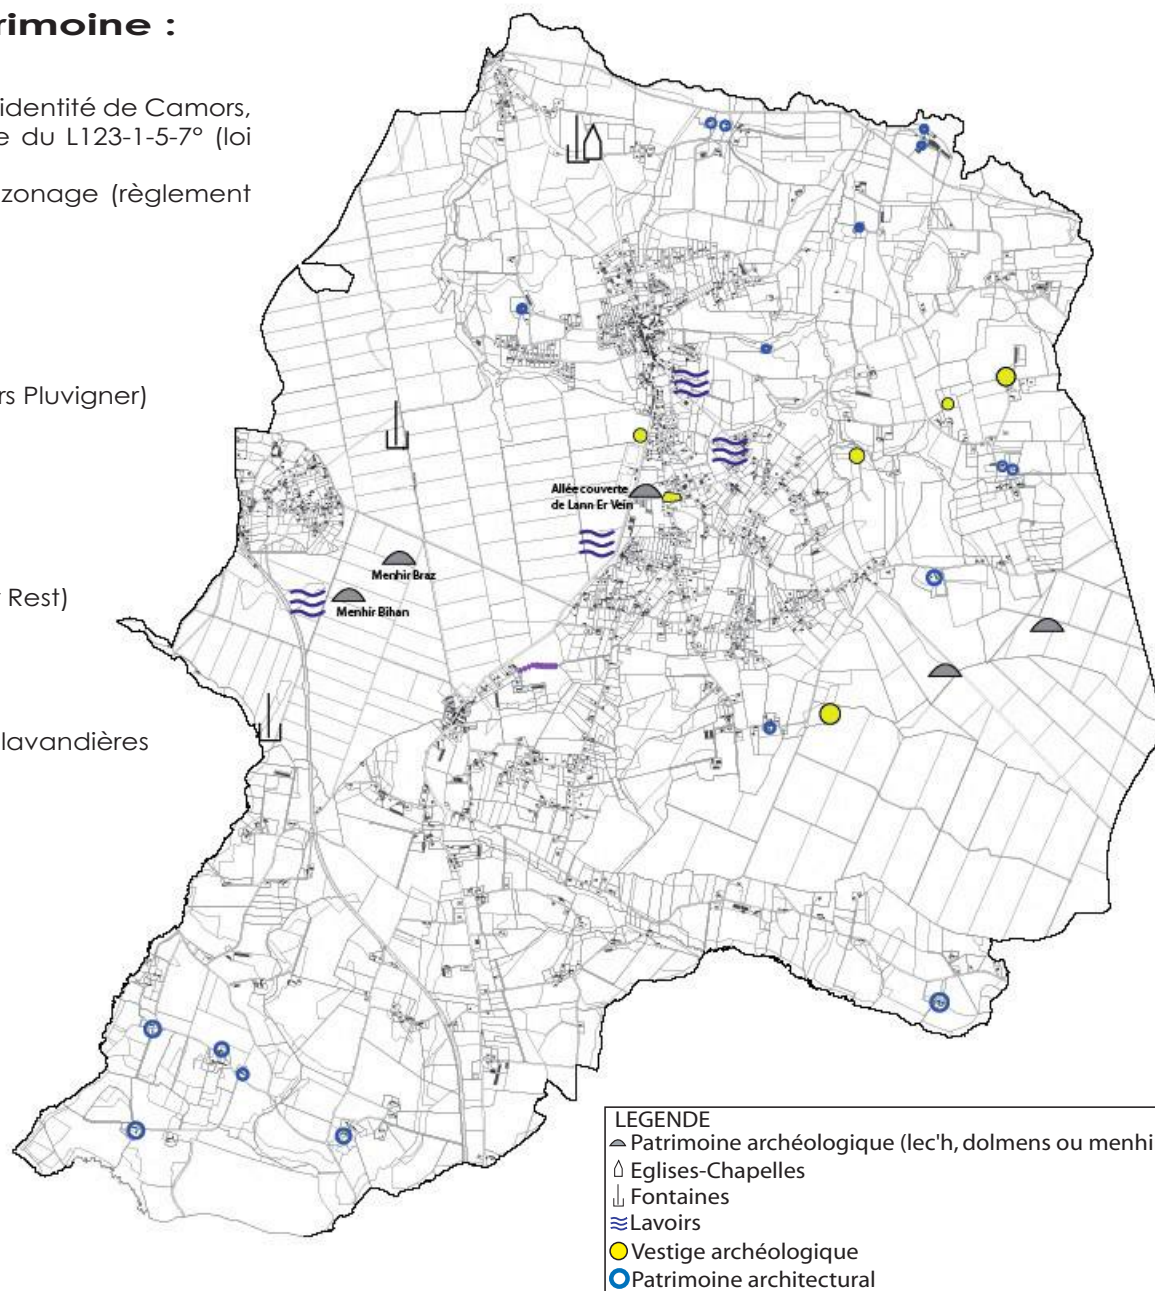 rimoine :
identité de Camors,
e du L123-1-5-7° (loi
zonage (règlement
rs Pluvigner)
Allée couverte
de Lann Er Vein
Menhir Braz
Menhir Bihan
r Rest)
lavandières
LEGENDE
Patrimoine archéologique (lec'h, dolmens ou menhi
Eglises-Chapelles
Fontaines
Lavoirs
Vestige archéologique
Patrimoine architectural